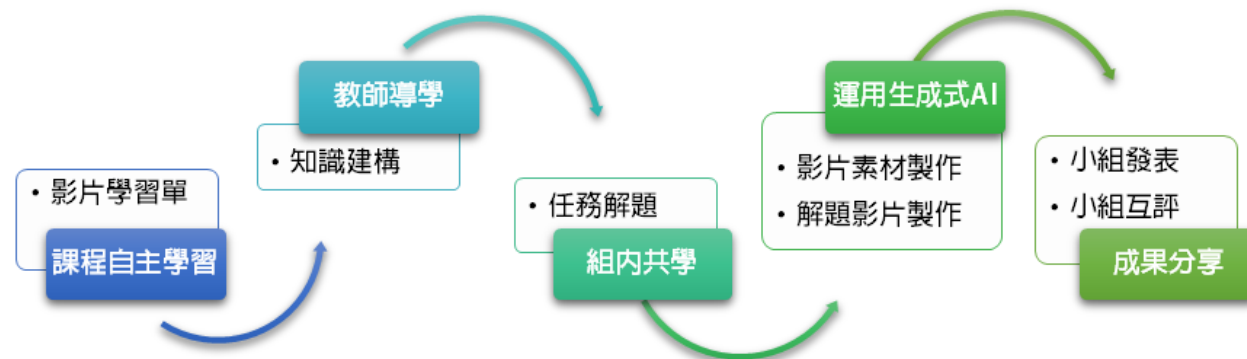 • 影片學習單
課程自主學習
教師導學
• 知識建構
• 任務解題
組內共學
運用生成式AI
• 影片素材製作
• 解題影片製作
• 小組發表
• 小組互評
成果分享